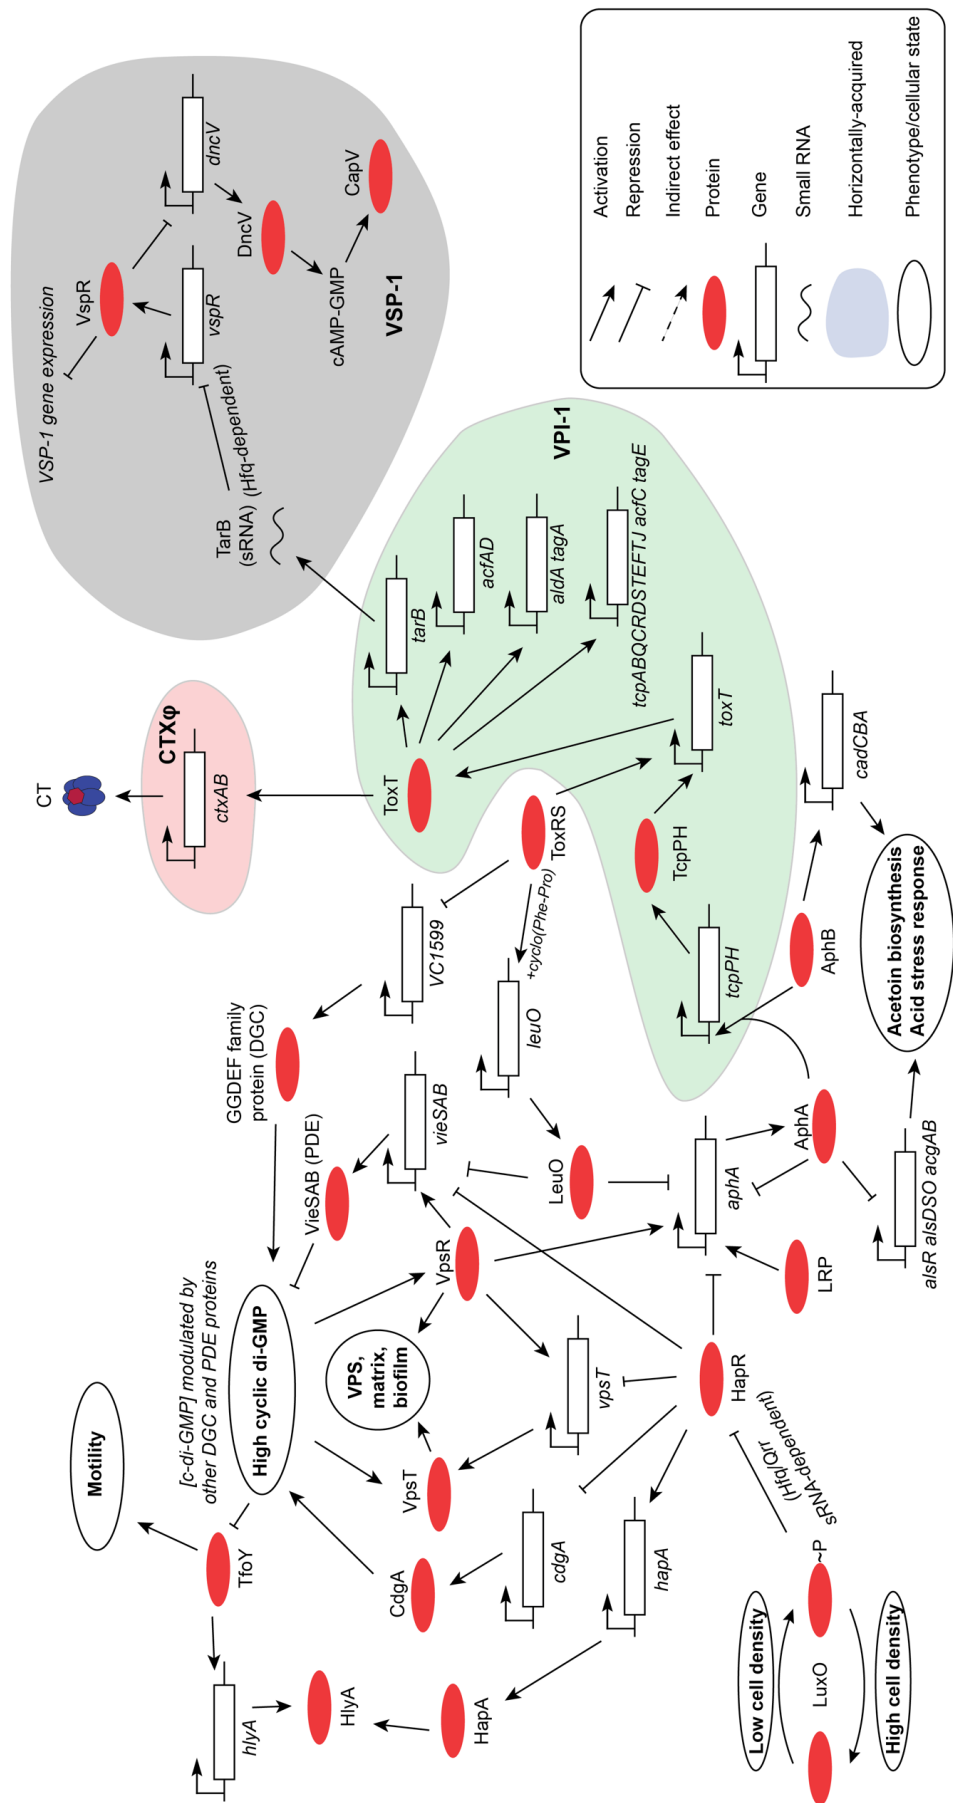 hlyA
HlyA
HapA
TfoY
Motility
[c-di-GMP] modulated by
other DGC and PDE proteins
High cyclic di-GMP
CdgA
VpsT
VPS,
matrix,
biofilm
VpsR
VieSAB (PDE)
GGDEF family
protein (DGC)
vieSAB
VC1599
cdgA
hapA
vpsT
leuO
LeuO
+cyclo(Phe-Pro)
ToxRS
Low cell density
LuxO
~P
High cell density
(Hfq/Qrr
sRNA-dependent)
HapR
LRP
aphA
AphA
alsR alsDSO acgAB
Acetoin biosynthesis
Acid stress response
AphB
cadCBA
tcpPH
TcpPH
toxT
ToxT
tarB
acfAD
aldA tagA
tcpABQCRDSTEFTJ acfC tagE
VPI-1
CT
CTXφ
ctxAB
TarB
(sRNA)
(Hfq-dependent)
VSP-1 gene expression
VspR
vspR
dncV
DncV
cAMP-GMP
CapV
VSP-1
Activation
Repression
Indirect effect
Protein
Gene
Small RNA
Horizontally-acquired
Phenotype/cellular state